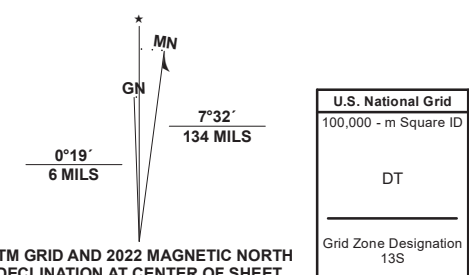 ★
MN
GN
7°32´
134 MILS
0°19´
6 MILS
TM GRID AND 2022 MAGNETIC NORTH
DECLINATION AT CENTER OF SHEET
U.S. National Grid
100,000 - m Square ID
DT
Grid Zone Designation
13S